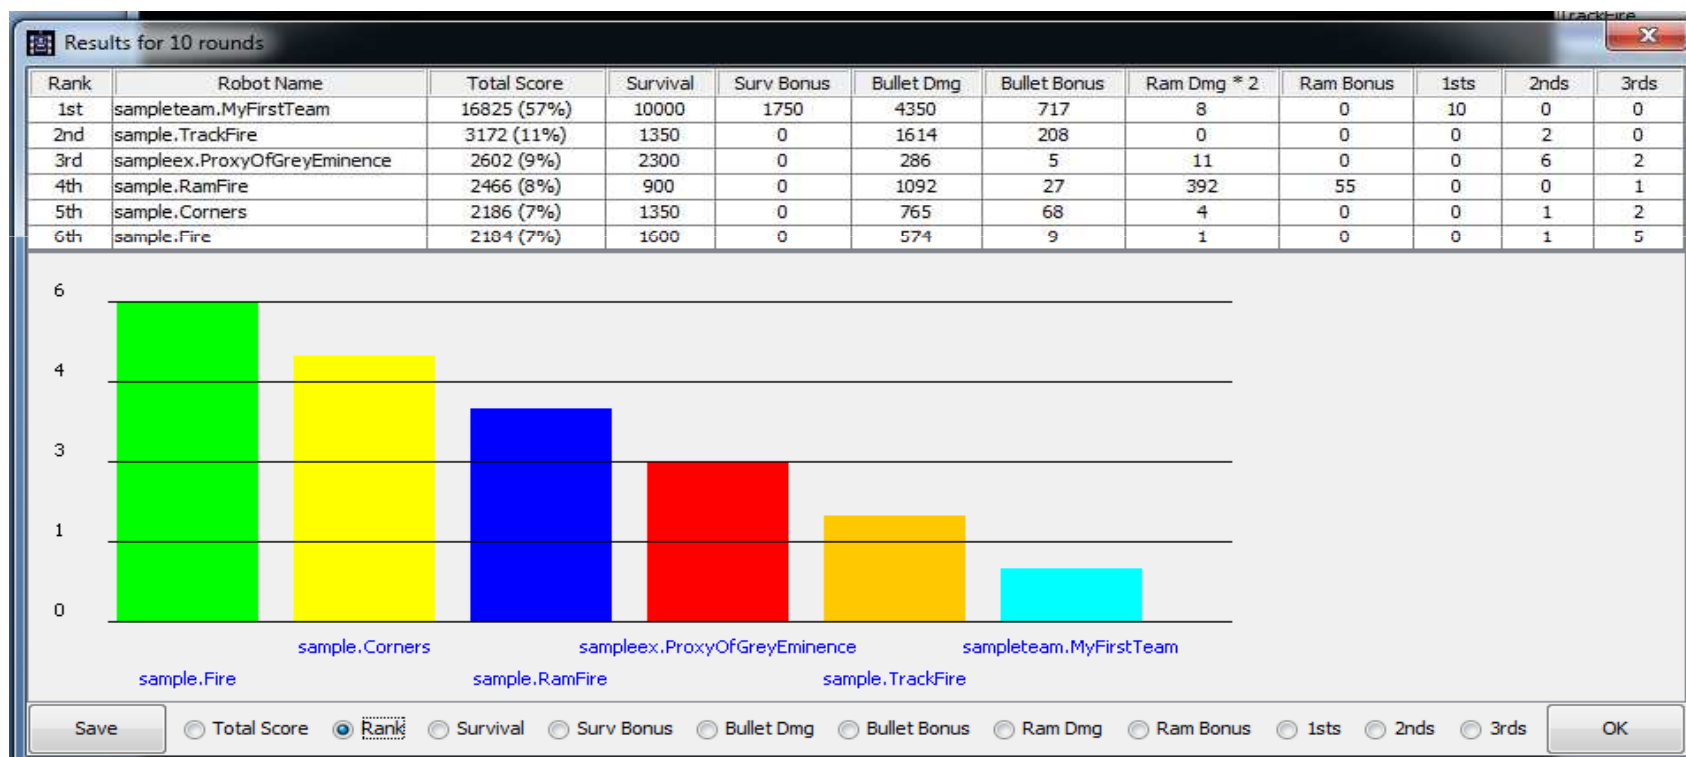 TrackFire
Results for 10 rounds
Rank Robot Name Total Score Survival Surv Bonus Bullet Dmg Bullet Bonus Ram Dmg * 2 Ram Bonus 1sts 2nds 3rds
1st sampleteam.MyFirstTeam 16825 (57%) 10000 1750 4350 717 8 0 10 0 0
2nd sample.TrackFire 3172 (11%) 1350 0 1614 208 0 0 0 2 0
3rd sampleex.ProxyOfGreyEminence 2602 (9%) 2300 0 286 5 11 0 0 6 2
4th sample.RamFire 2466 (8%) 900 0 1092 27 392 55 0 0 1
5th sample.Corners 2186 (7%) 1350 0 765 68 4 0 0 1 2
6th sample.Fire 2184 (7%) 1600 0 574 9 1 0 0 1 5
6
4
3
1
0
sample.Corners sampleex.ProxyOfGreyEminence sampleteam.MyFirstTeam
sample.Fire sample.RamFire sample.TrackFire
Save Total Score Rank Survival Surv Bonus Bullet Dmg Bullet Bonus Ram Dmg Ram Bonus 1sts 2nds 3rds OK